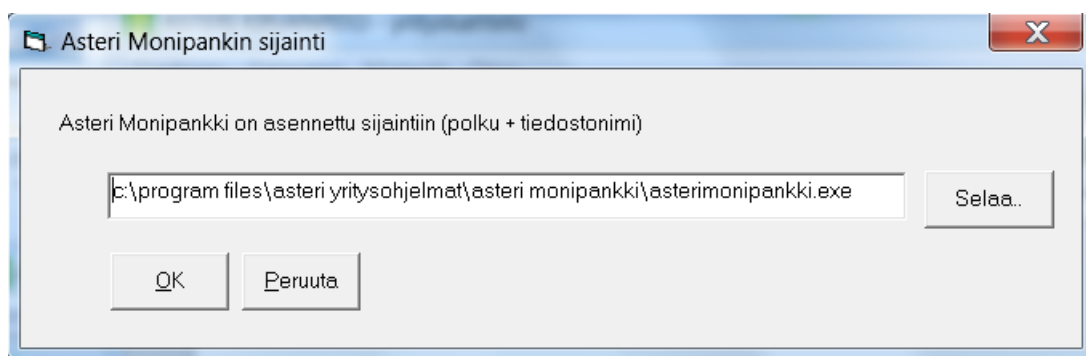 Asteri Monipankin sijainti
Asteri Monipankki on asennettu sijaintiin (polku + tiedostonimi)
c:\program files\asteri yritysohjelmat\asteri monipankki\asterimonipankki.exe
Selaa..
OK
Peruuta